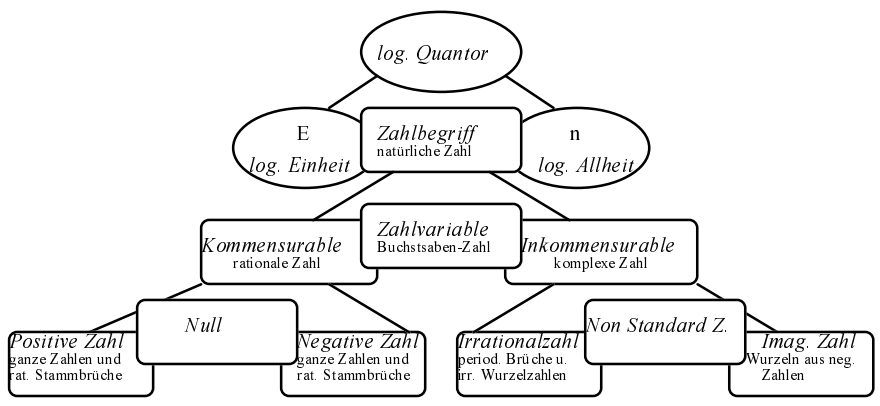 log. Quantor
E
log. Einheit
Zahlbegriff
natürliche Zahl
n
log. Allheit
Kommensurable
rationale Zahl
Zahlvariable
Buchstsaben-Zahl
Inkommensurable
komplexe Zahl
Positive Zahl
ganze Zahlen und
rat. Stammbrüche
Null
Negative Zahl
ganze Zahlen und
rat. Stammbrüche
Irrationalzahl
period. Brüche u.
irr. Wurzelzahlen
Non Standard Z.
Imag. Zahl
Wurzeln aus neg.
Zahlen